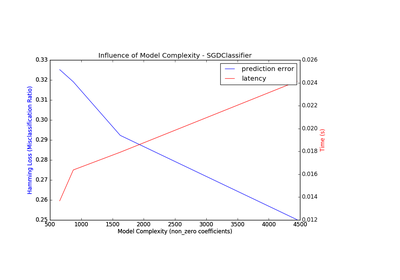 Influence of Model Complexity - SGDClassifier
0.33
0.32
0.31
0.30
0.29
0.28
0.27
0.26
0.25
Hamming Loss (Misclassification Ratio)
prediction error
latency
0.026
0.024
0.022
0.020
0.018
0.016
0.014
0.012
Time (s)
500 1000 1500 2000 2500 3000 3500 4000 4500
Model Complexity (non_zero coefficients)